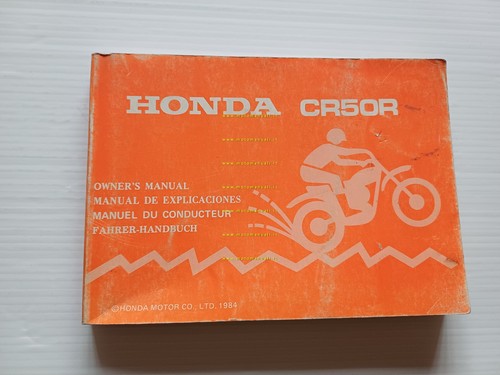 HONDA CR50R
OWNER'S MANUAL
MANUAL DE EXPLICACIONES
MANUEL DU CONDUCTEUR
FAHRER-HANDBUCH
©HONDA MOTOR CO., LTD. 1984